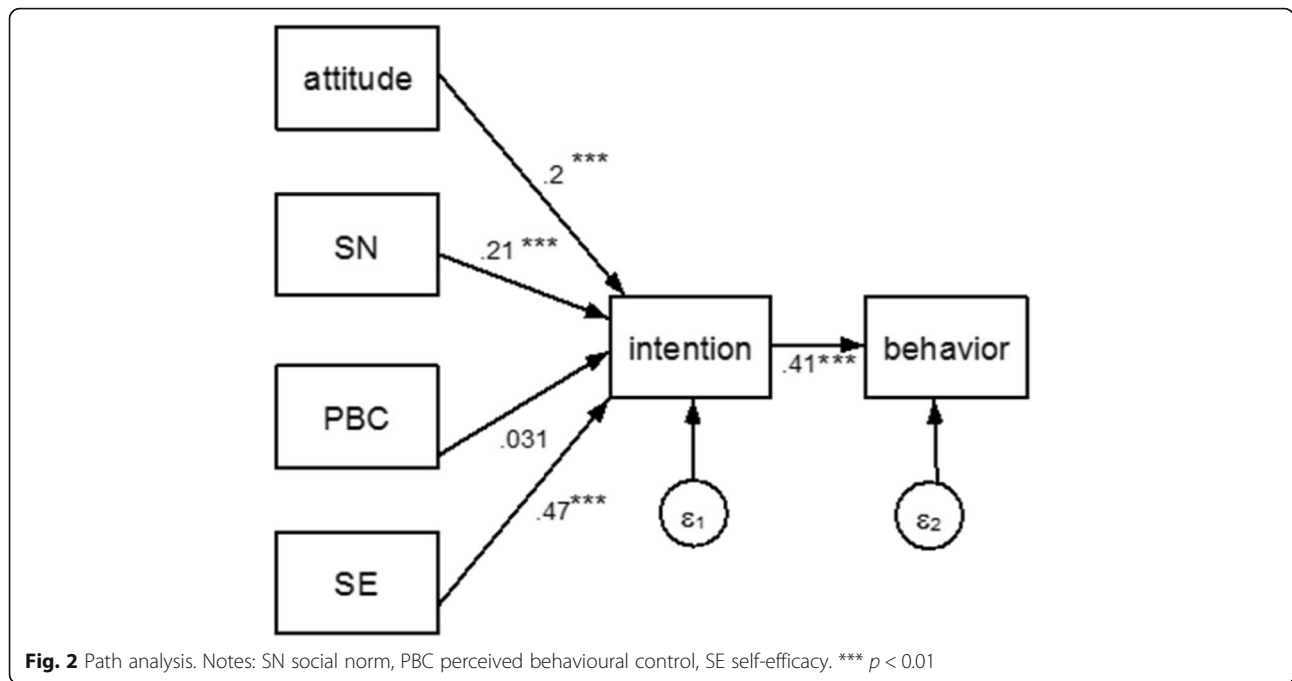 attitude
.2 ***
SN
.21 ***
intention
.41***
behavior
PBC
.031
SE
.47***
ε₁
ε₂
Fig. 2 Path analysis. Notes: SN social norm, PBC perceived behavioural control, SE self-efficacy. *** p < 0.01